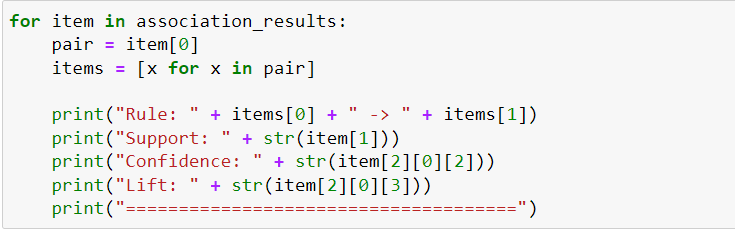 for item in association_results:
    pair = item[0]
    items = [x for x in pair]

    print("Rule: " + items[0] + " -> " + items[1])
    print("Support: " + str(item[1]))
    print("Confidence: " + str(item[2][0][2]))
    print("Lift: " + str(item[2][0][3]))
    print("=====================================")